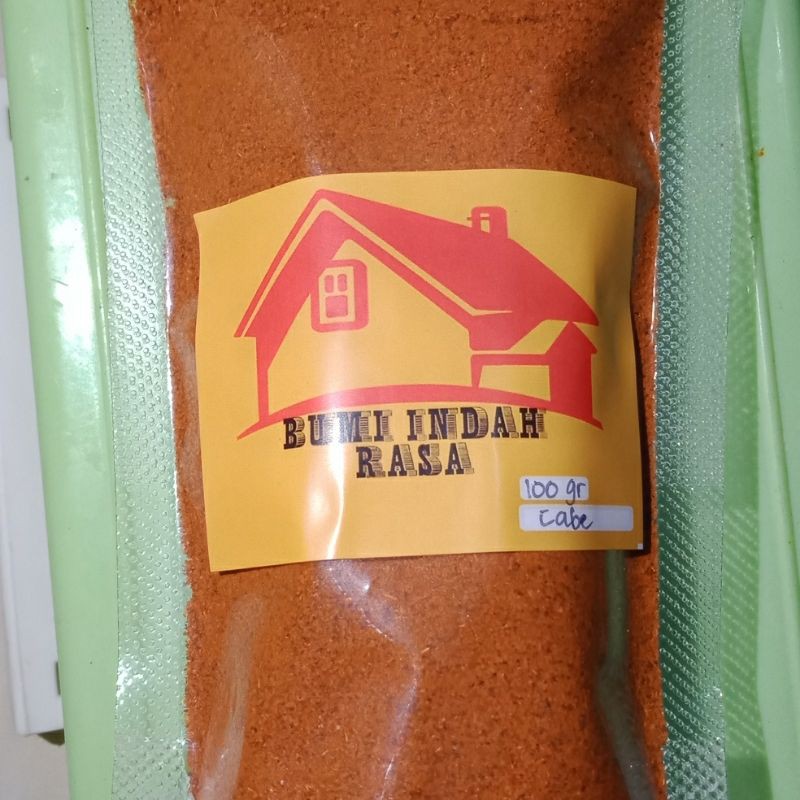 BUMI INDAH
RASA
100 gr
Cabe